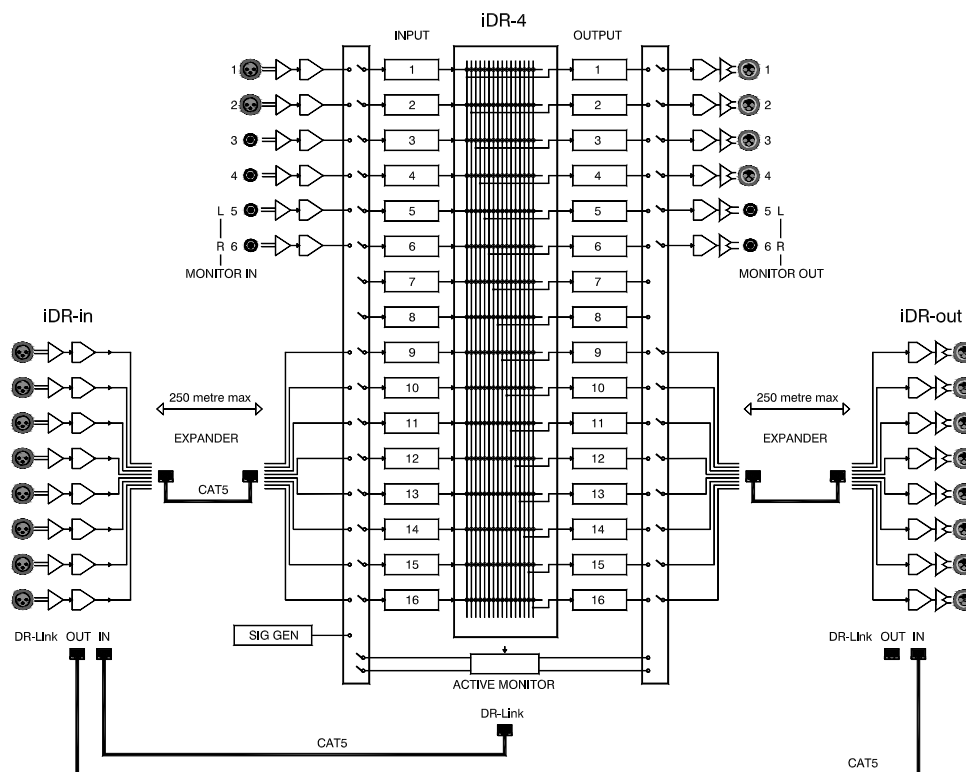 iDR-4
INPUT
OUTPUT
1 1 1 1
2 2 2 2
3 3 3 3
4 4 4 4
L 5 5 5 5 L
R 6 6 6 6 R
MONITOR IN
MONITOR OUT
7 7
8 8
iDR-in
iDR-out
9 9
10 10
250 metre max
250 metre max
11 11
EXPANDER
EXPANDER
12 12
CAT5
13 13
14 14
15 15
16 16
SIG GEN
DR-Link OUT IN
DR-Link OUT IN
ACTIVE MONITOR
DR-Link
CAT5
CAT5